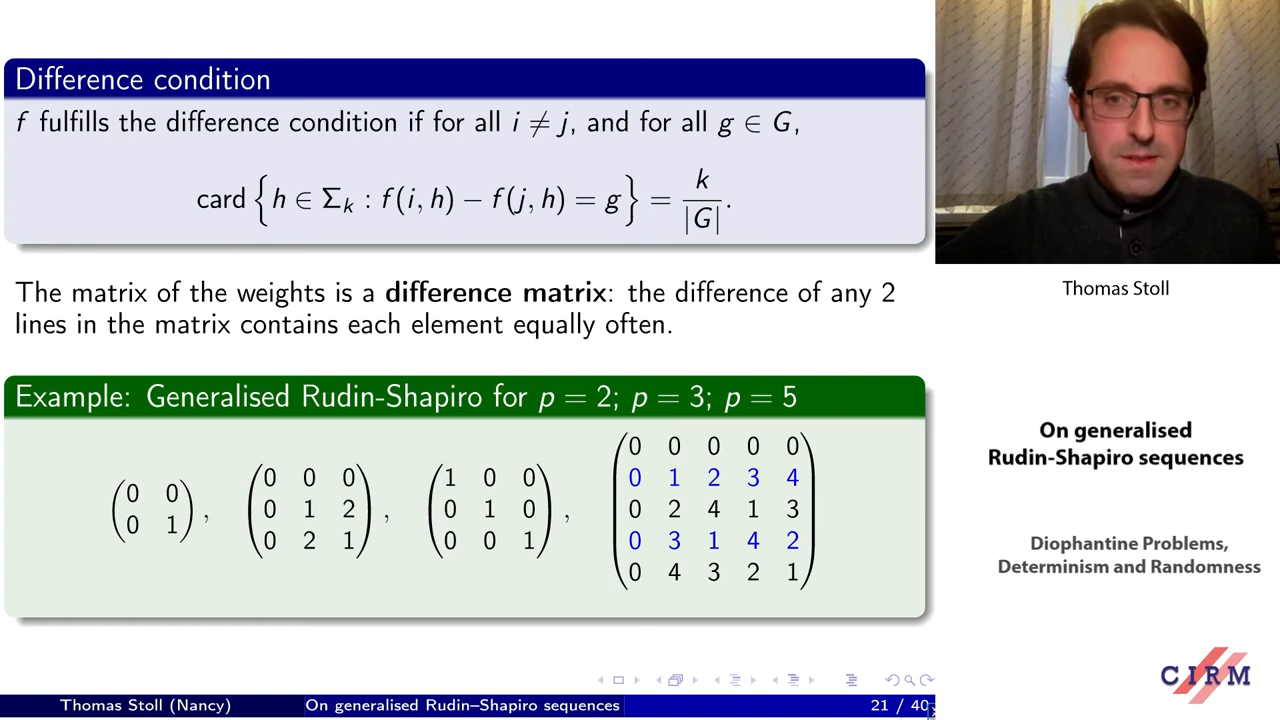 Difference condition
f fulfills the difference condition if for all i ≠ j, and for all g ∈ G,
card { h ∈ Σ_k : f(i, h) − f(j, h) = g } = k/|G|.
The matrix of the weights is a difference matrix: the difference of any 2
lines in the matrix contains each element equally often.
Example: Generalised Rudin-Shapiro for p = 2; p = 3; p = 5
(0 0
0 1),
(0 0 0
0 1 2
0 2 1),
(1 0 0
0 1 0
0 0 1),
(0 0 0 0 0
0 1 2 3 4
0 2 4 1 3
0 3 1 4 2
0 4 3 2 1)
Thomas Stoll (Nancy)
On generalised Rudin–Shapiro sequences
21 / 40
Thomas Stoll
On generalised
Rudin-Shapiro sequences
Diophantine Problems,
Determinism and Randomness
CIRM